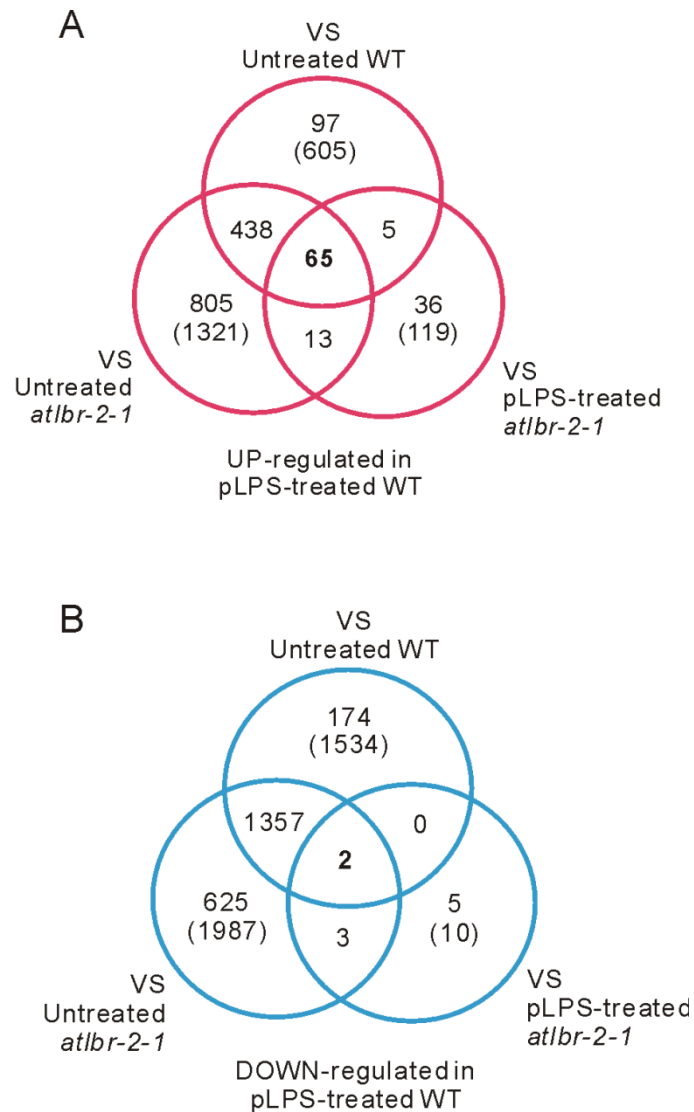 A
VS
Untreated WT
97
(605)
438
5
65
805
(1321)
36
(119)
13
VS
Untreated
atlbr-2-1
VS
pLPS-treated
atlbr-2-1
UP-regulated in
pLPS-treated WT
B
VS
Untreated WT
174
(1534)
1357
0
2
625
(1987)
5
(10)
3
VS
Untreated
atlbr-2-1
VS
pLPS-treated
atlbr-2-1
DOWN-regulated in
pLPS-treated WT